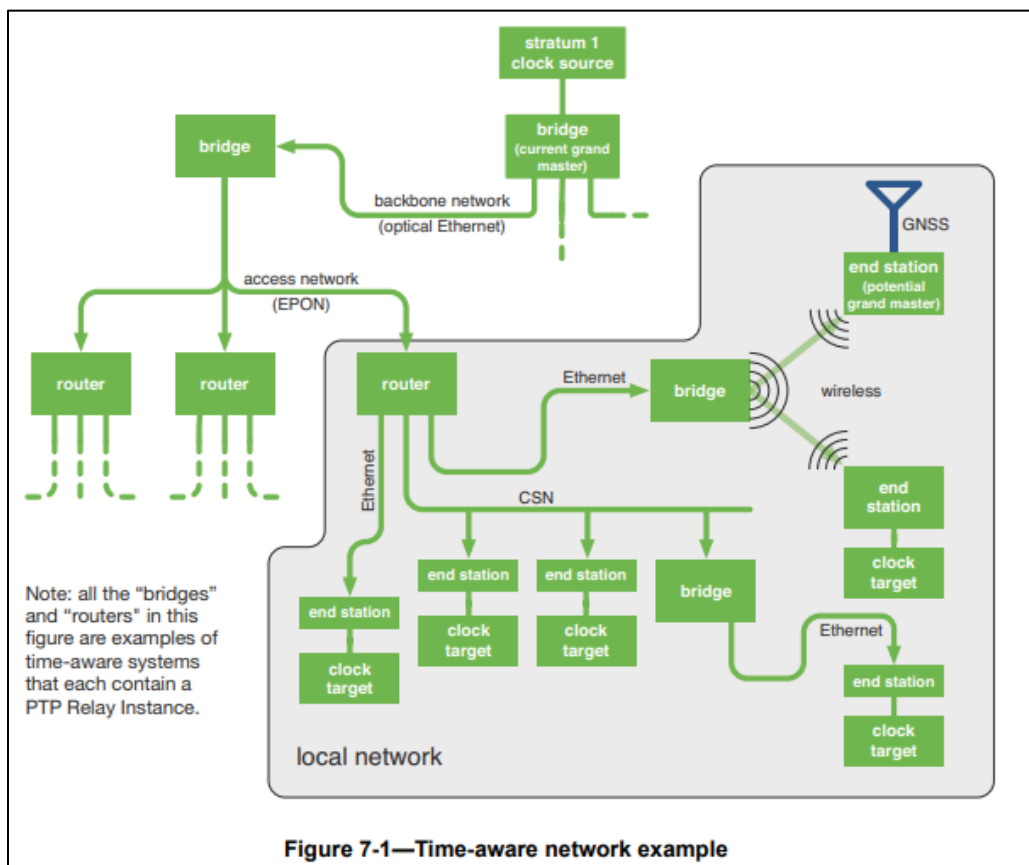 stratum 1
clock source
bridge
(current grand
master)
bridge
backbone network
(optical Ethernet)
GNSS
end station
(potential
grand master)
access network
(EPON)
router
router
router
Ethernet
bridge
wireless
Ethernet
CSN
end
station
clock
target
end station
clock
target
end station
clock
target
bridge
end station
clock
target
Ethernet
end station
clock
target
Note: all the “bridges”
and “routers" in this
figure are examples of
time-aware systems
that each contain a
PTP Relay Instance.
local network
Figure 7-1—Time-aware network example